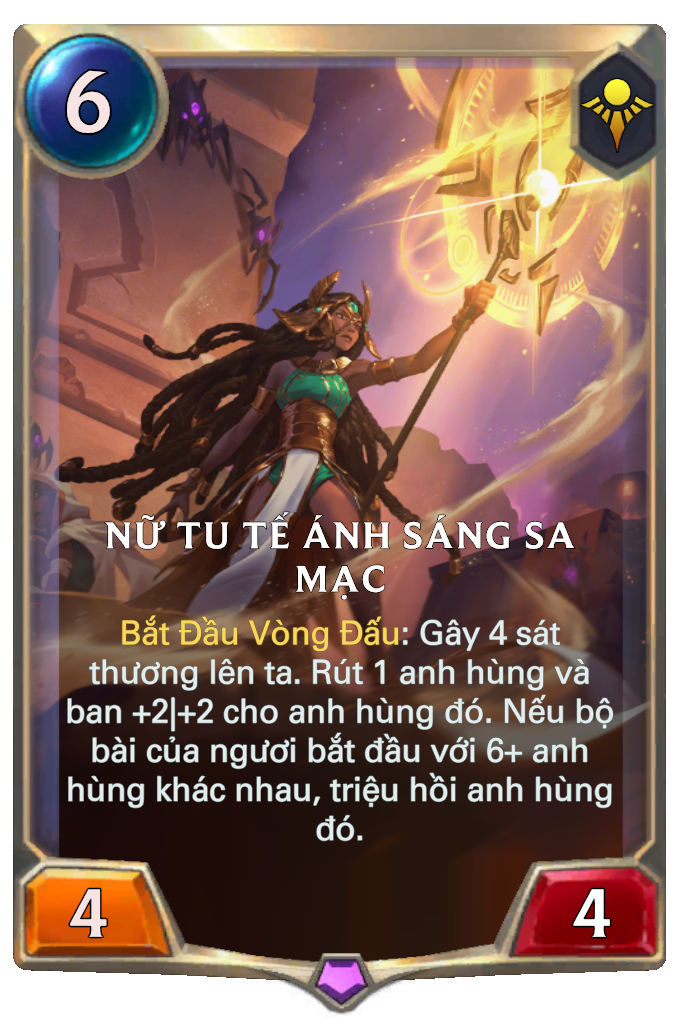 6
NỮ TU TẾ ÁNH SÁNG SA
MẠC
Bắt Đầu Vòng Đấu: Gây 4 sát
thương lên ta. Rút 1 anh hùng và
ban +2|+2 cho anh hùng đó. Nếu bộ
bài của ngươi bắt đầu với 6+ anh
hùng khác nhau, triệu hồi anh hùng
đó.
4
4